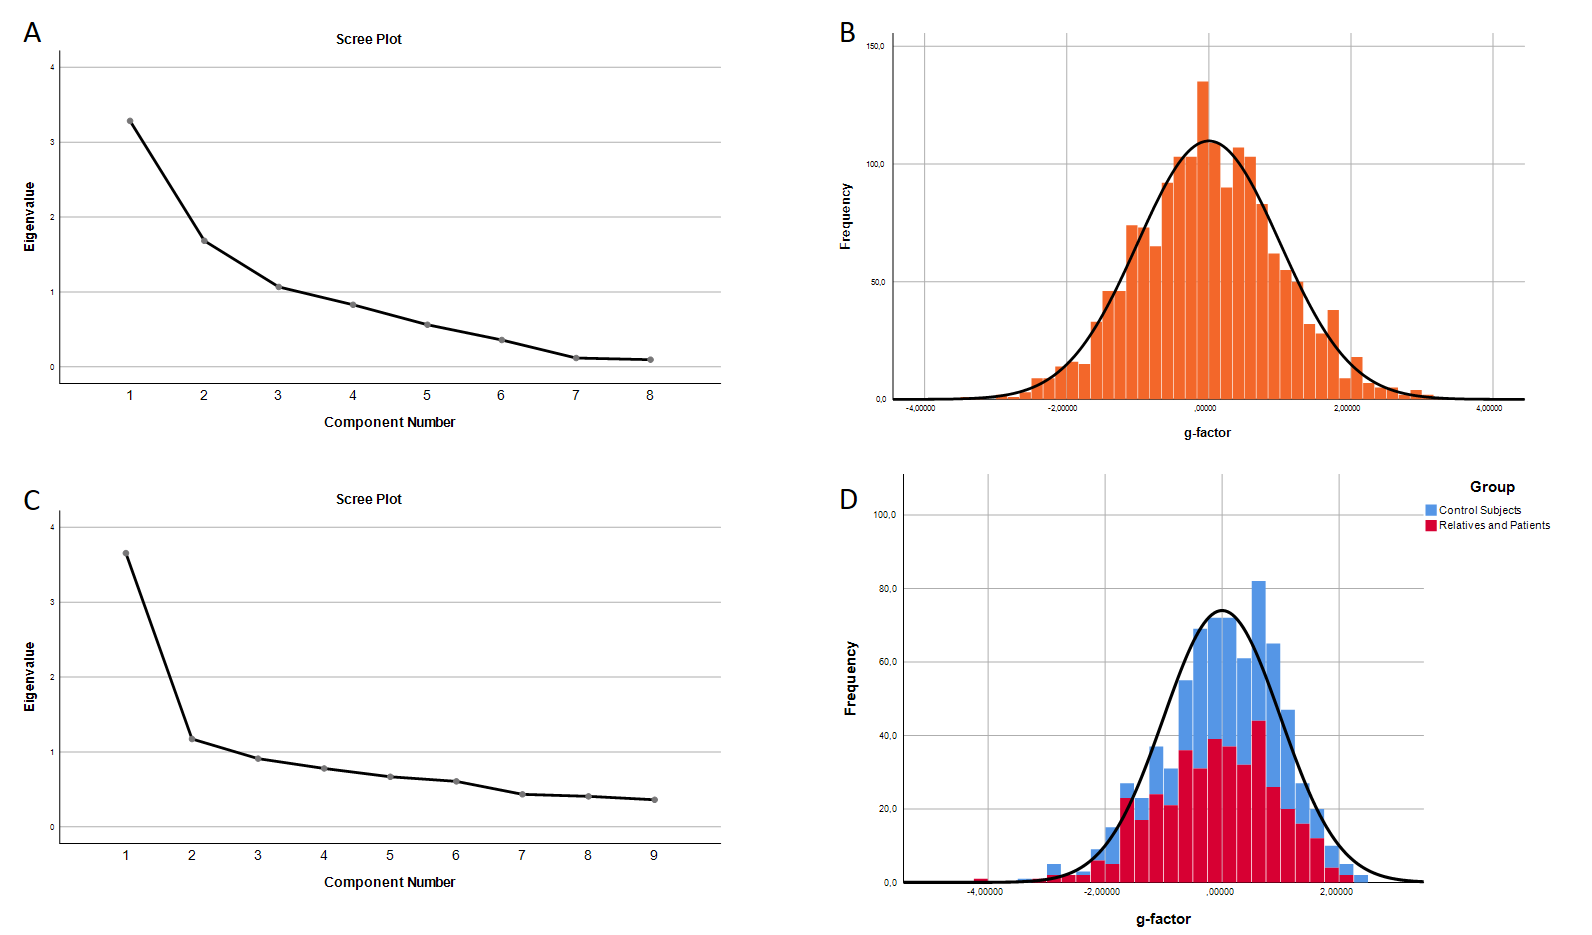 A
Scree Plot
4
3
2
1
0
Eigenvalue
1 2 3 4 5 6 7 8
Component Number
B
150,0
100,0
50,0
0,0
Frequency
-4,00000 -2,00000 ,00000 2,00000 4,00000
g-factor
C
Scree Plot
4
3
2
1
0
Eigenvalue
1 2 3 4 5 6 7 8 9
Component Number
D
Group
Control Subjects
Relatives and Patients
100,0
80,0
60,0
40,0
20,0
0,0
Frequency
-4,00000 -2,00000 ,00000 2,00000
g-factor